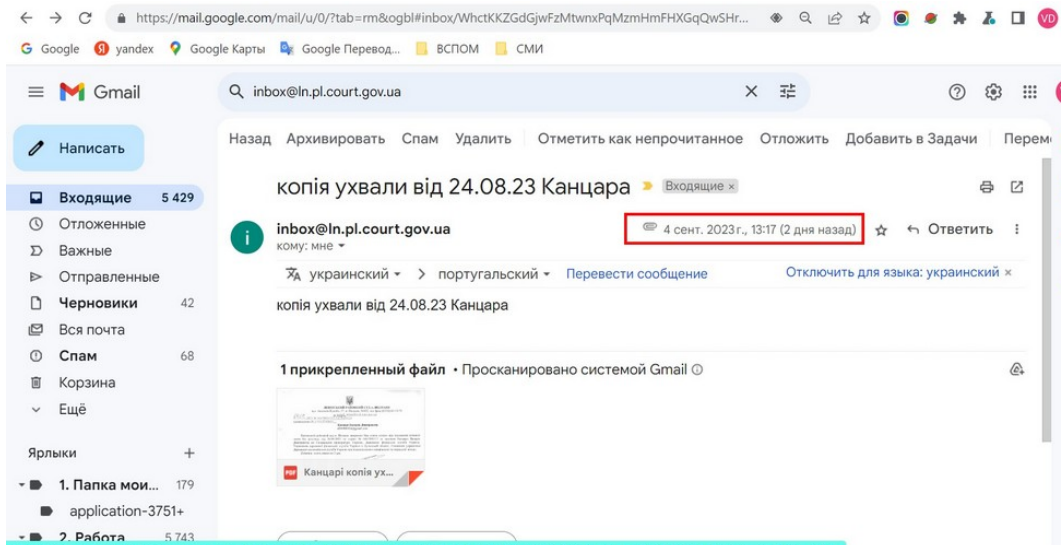 https://mail.google.com/mail/u/0/?tab=rm&ogbl#inbox/WhctKKZGdGjwFzMtwnxPqMzmHmFHXGqQwSHr...
Google yandex Google Карты Google Перевод... ВСПОМ СМИ
Gmail
inbox@ln.pl.court.gov.ua
Написать
Назад Архивировать Спам Удалить Отметить как непрочитанное Отложить Добавить в Задачи Перем
Входящие 5 429
Отложенные
Важные
Отправленные
Черновики 42
Вся почта
Спам 68
Корзина
Ещё
Ярлыки
1. Папка мои... 179
application-3751+
2. Работа 5 743
копія ухвали від 24.08.23 Канцара Входящие ×
inbox@ln.pl.court.gov.ua
4 сент. 2023 г., 13:17 (2 дня назад)
Ответить
кому: мне
украинский > португальский Перевести сообщение Отключить для языка: украинский ×
копія ухвали від 24.08.23 Канцара
1 прикрепленный файл • Просканировано системой Gmail
PDF Канцарі копія ух...
VD